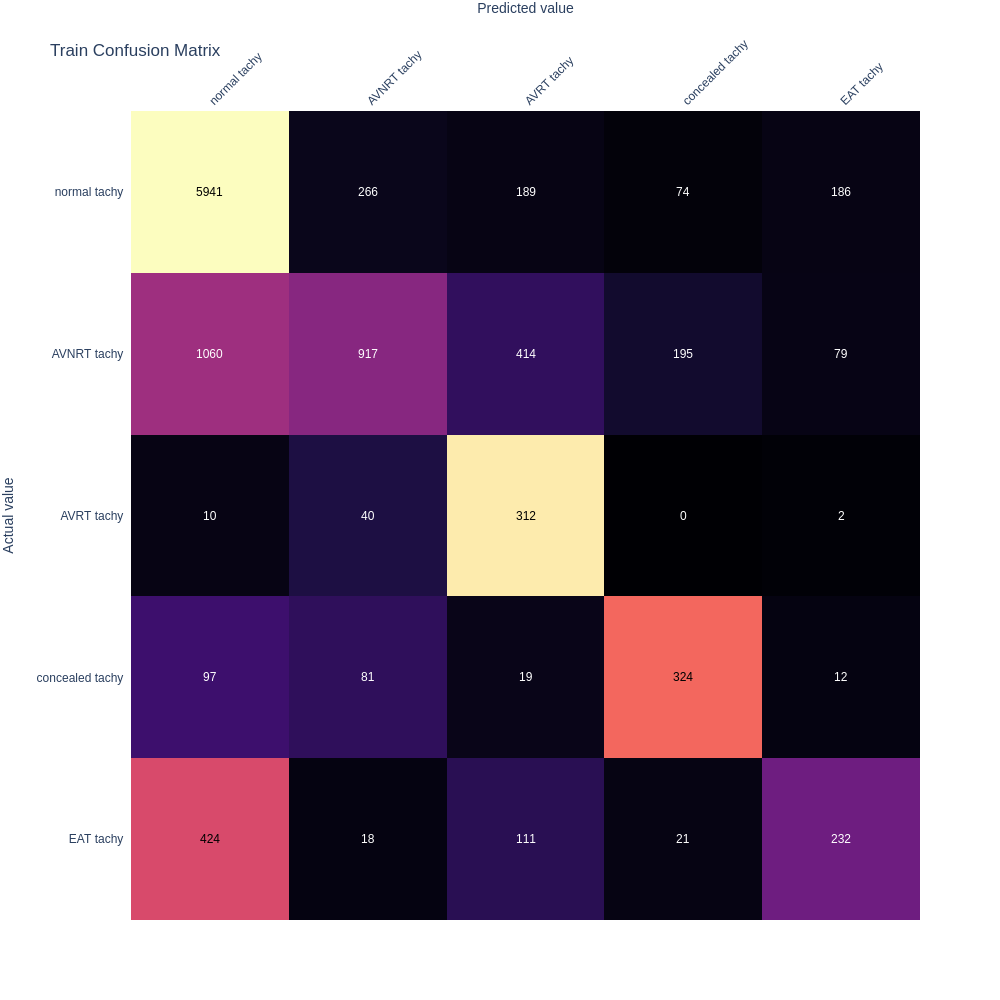 Predicted value
Train Confusion Matrix
normal tachy AVNRT tachy AVRT tachy concealed tachy EAT tachy
normal tachy 5941 266 189 74 186
AVNRT tachy 1060 917 414 195 79
Actual value
AVRT tachy 10 40 312 0 2
concealed tachy 97 81 19 324 12
EAT tachy 424 18 111 21 232